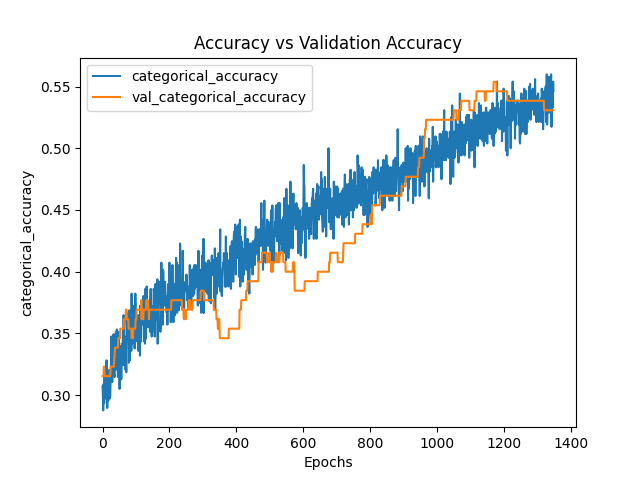 Accuracy vs Validation Accuracy
categorical_accuracy
val_categorical_accuracy
categorical_accuracy
0.55
0.50
0.45
0.40
0.35
0.30
0 200 400 600 800 1000 1200 1400
Epochs